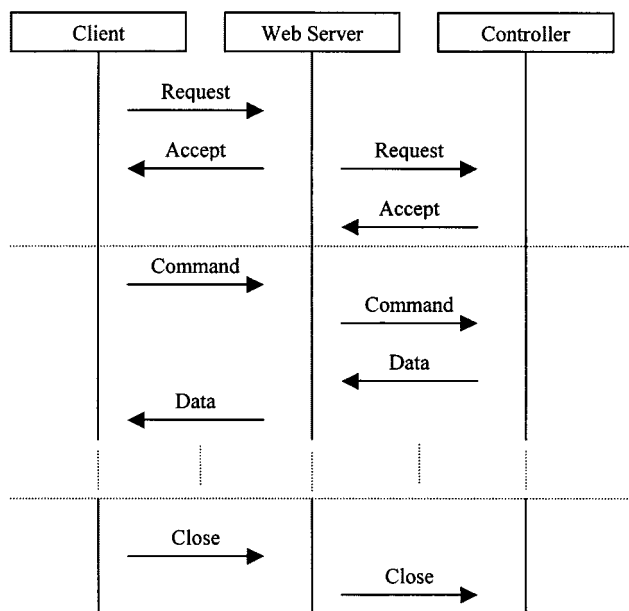 Client Web Server Controller
Request
Accept Request
Accept
Command
Command
Data
Data
Close
Close